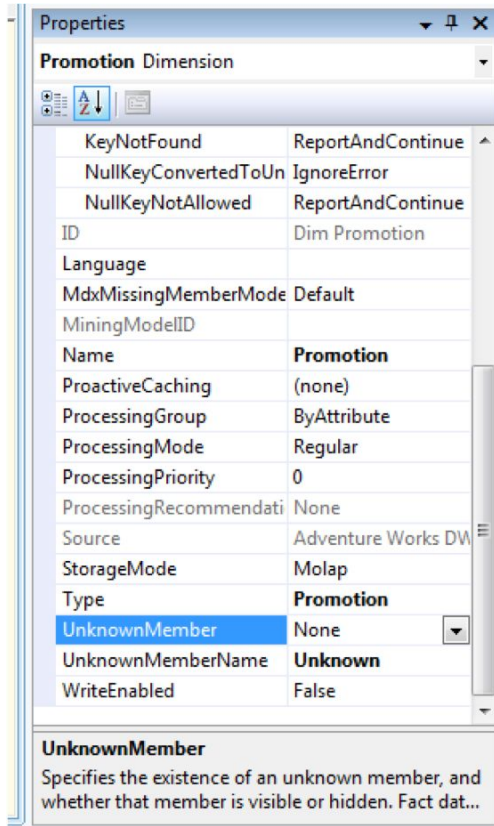 Properties
Promotion Dimension
KeyNotFound ReportAndContinue
NullKeyConvertedToUn IgnoreError
NullKeyNotAllowed ReportAndContinue
ID Dim Promotion
Language
MdxMissingMemberMode Default
MiningModelID
Name Promotion
ProactiveCaching (none)
ProcessingGroup ByAttribute
ProcessingMode Regular
ProcessingPriority 0
ProcessingRecommendati None
Source Adventure Works DW
StorageMode Molap
Type Promotion
UnknownMember None
UnknownMemberName Unknown
WriteEnabled False
UnknownMember
Specifies the existence of an unknown member, and
whether that member is visible or hidden. Fact dat...